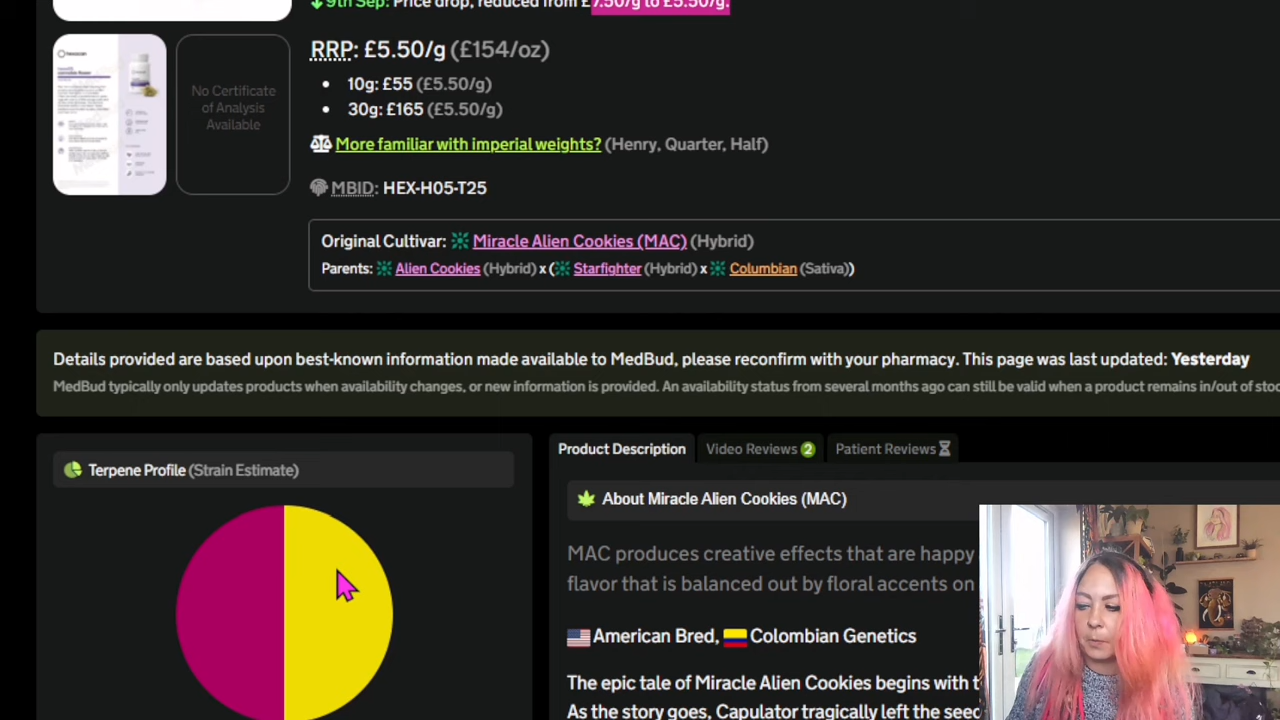 9th Sep: Price drop, reduced from £7.50/g to £5.50/g.
RRP: £5.50/g (£154/oz)
10g: £55 (£5.50/g)
30g: £165 (£5.50/g)
More familiar with imperial weights? (Henry, Quarter, Half)
MBID: HEX-H05-T25
No Certificate
of Analysis
Available
Original Cultivar: Miracle Alien Cookies (MAC) (Hybrid)
Parents: Alien Cookies (Hybrid) x (Starfighter (Hybrid) x Columbian (Sativa))
Details provided are based upon best-known information made available to MedBud, please reconfirm with your pharmacy. This page was last updated: Yesterday
MedBud typically only updates products when availability changes, or new information is provided. An availability status from several months ago can still be valid when a product remains in/out of stoc
Terpene Profile (Strain Estimate)
Product Description
Video Reviews 2
Patient Reviews
About Miracle Alien Cookies (MAC)
MAC produces creative effects that are happy
flavor that is balanced out by floral accents on
American Bred, Colombian Genetics
The epic tale of Miracle Alien Cookies begins with t
As the story goes, Capulator tragically left the seed